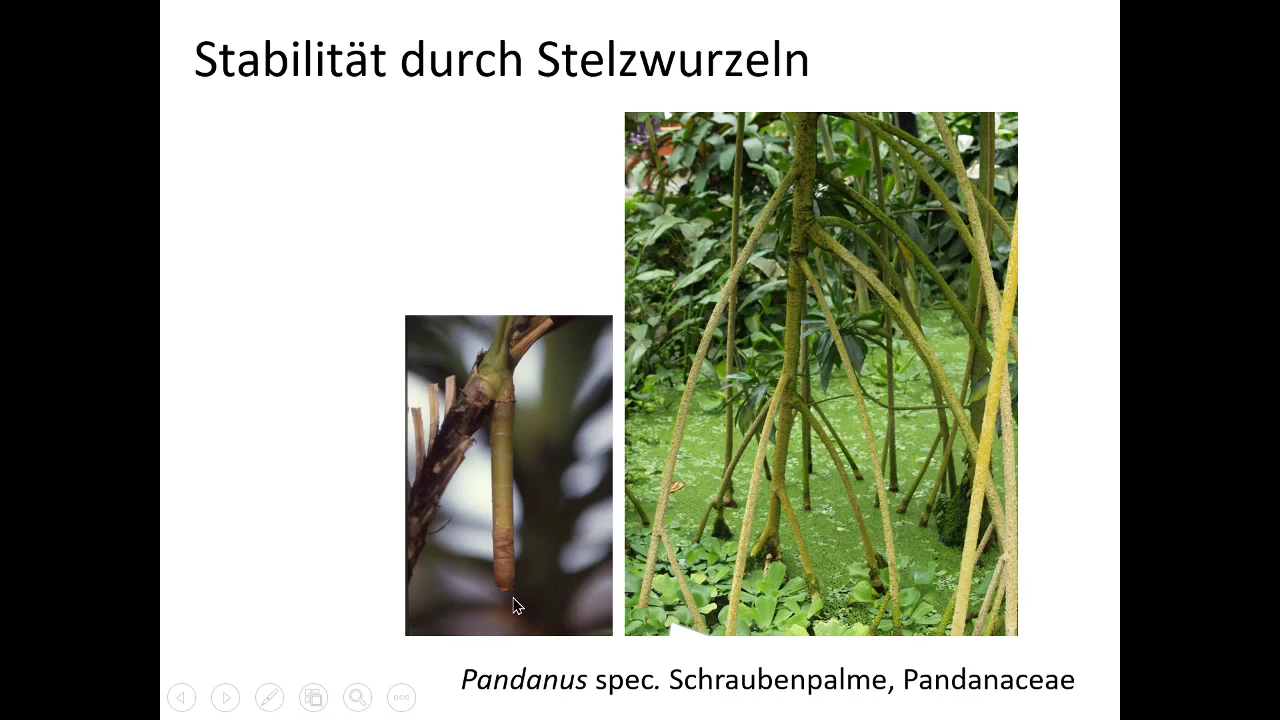 Stabilität durch Stelzwurzeln
Pandanus spec. Schraubenpalme, Pandanaceae